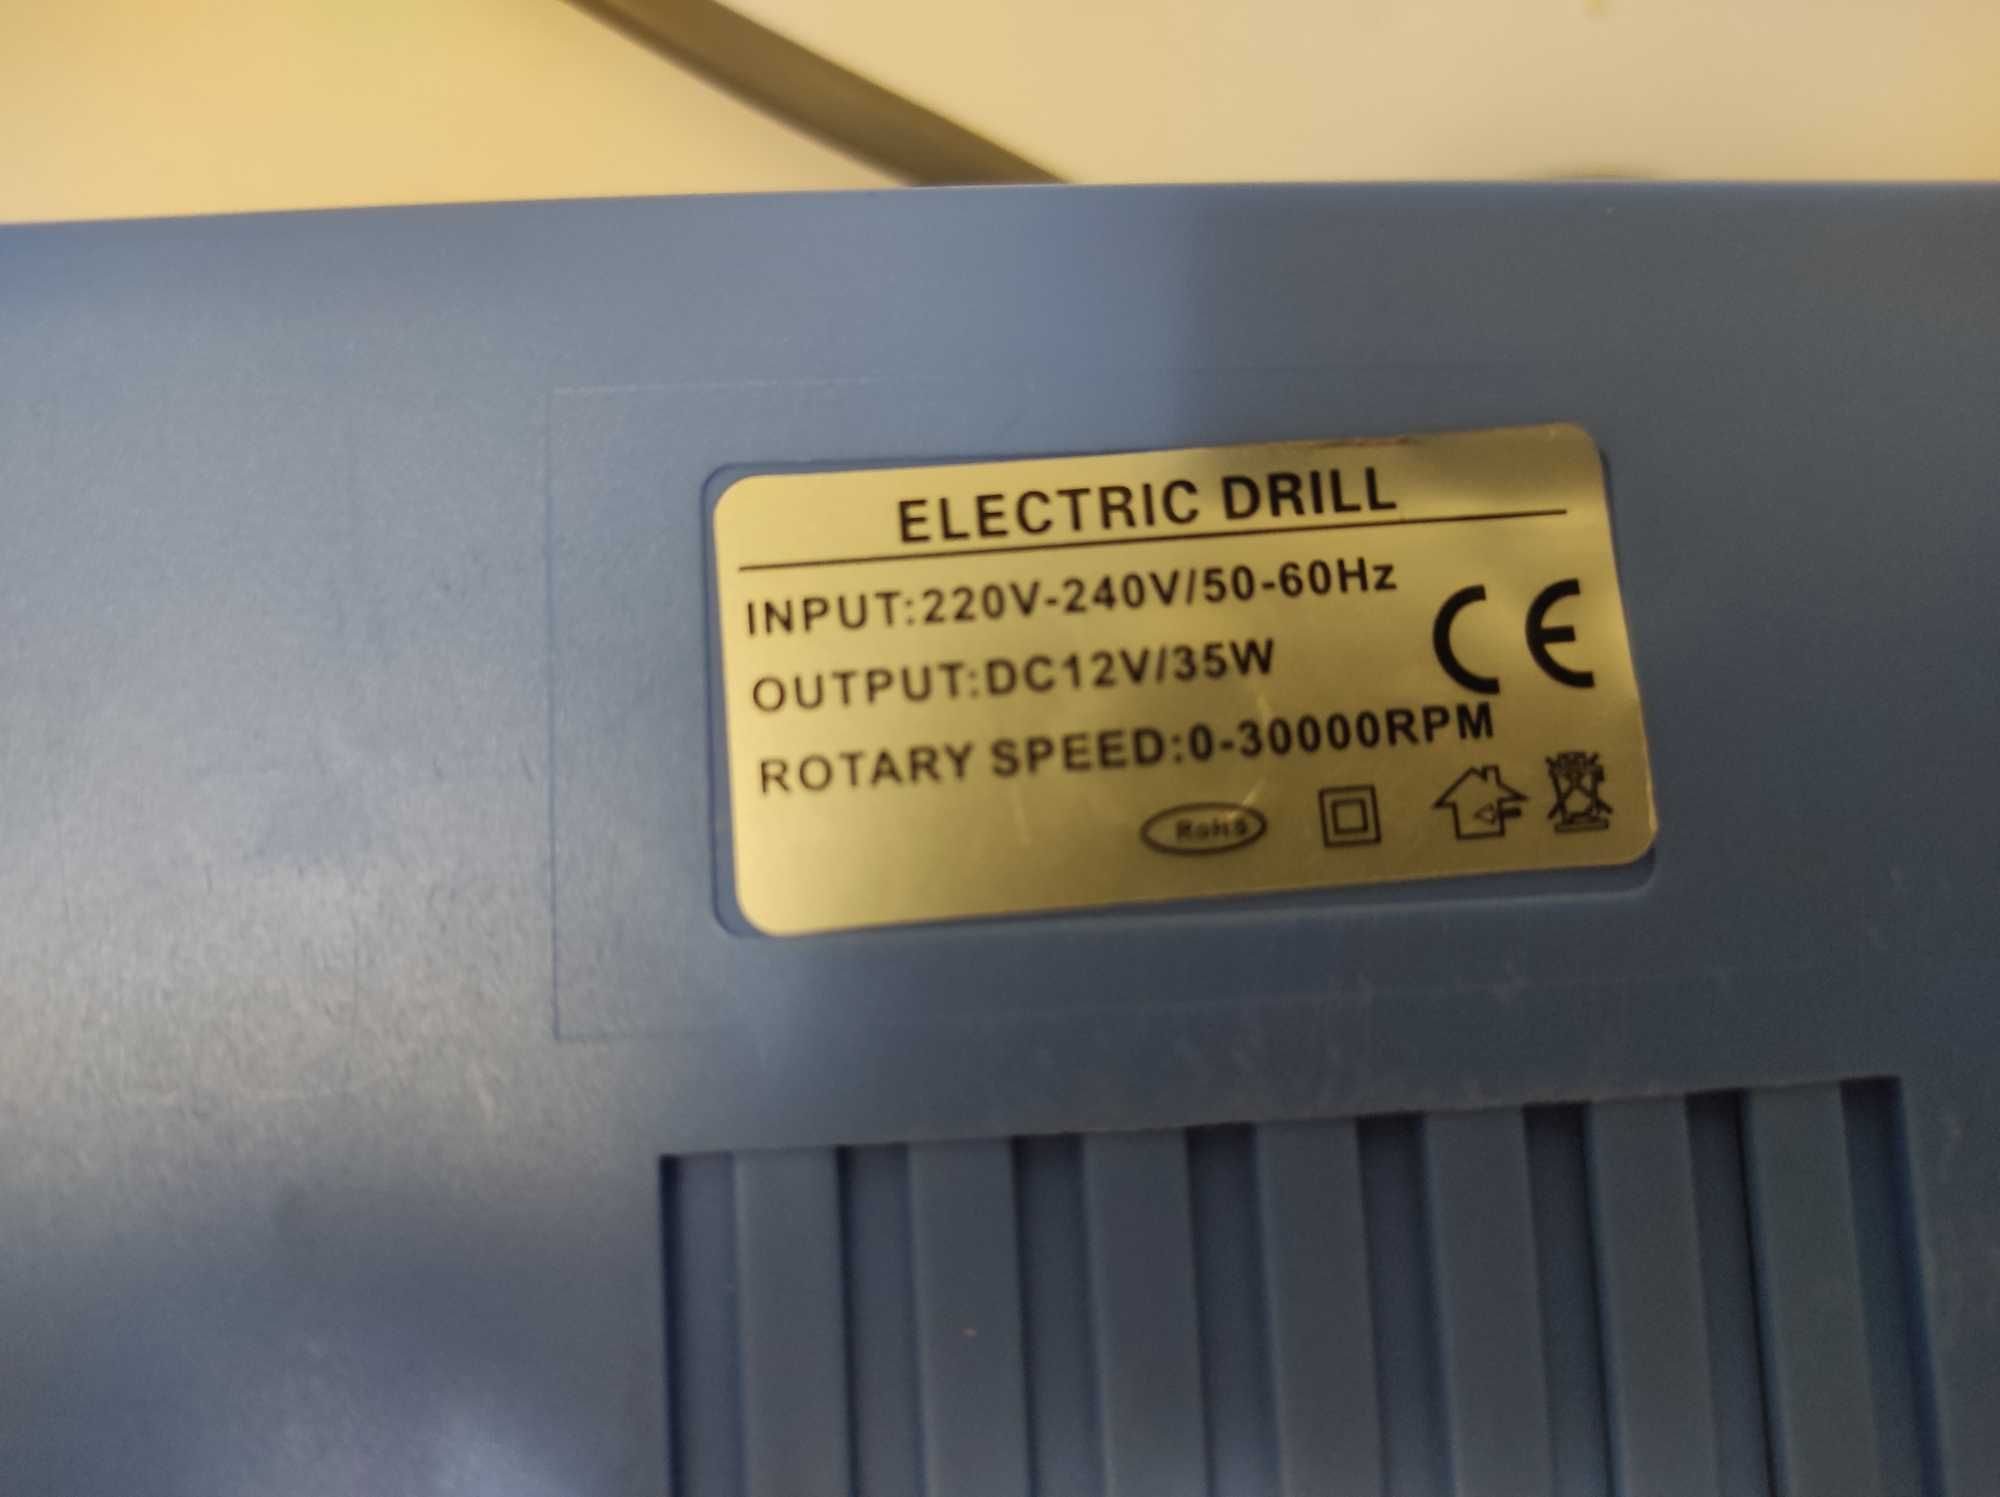 ELECTRIC DRILL
INPUT:220V-240V/50-60Hz
OUTPUT:DC12V/35W
CE
ROTARY SPEED:0-30000RPM
RoHS